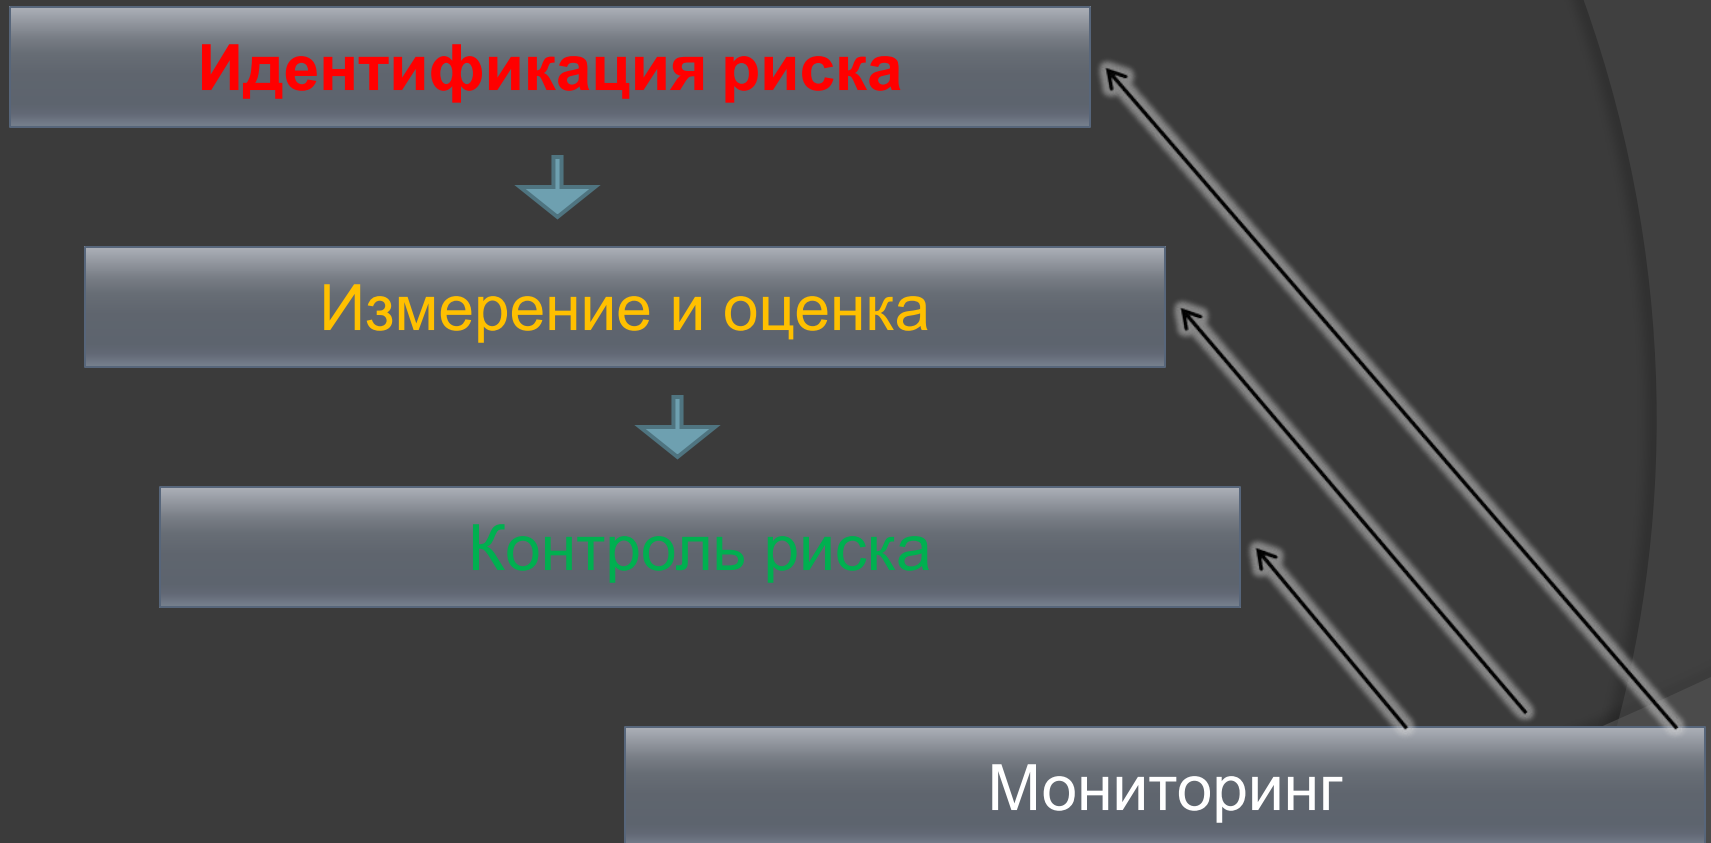 Идентификация риска
Измерение и оценка
Контроль риска
Мониторинг